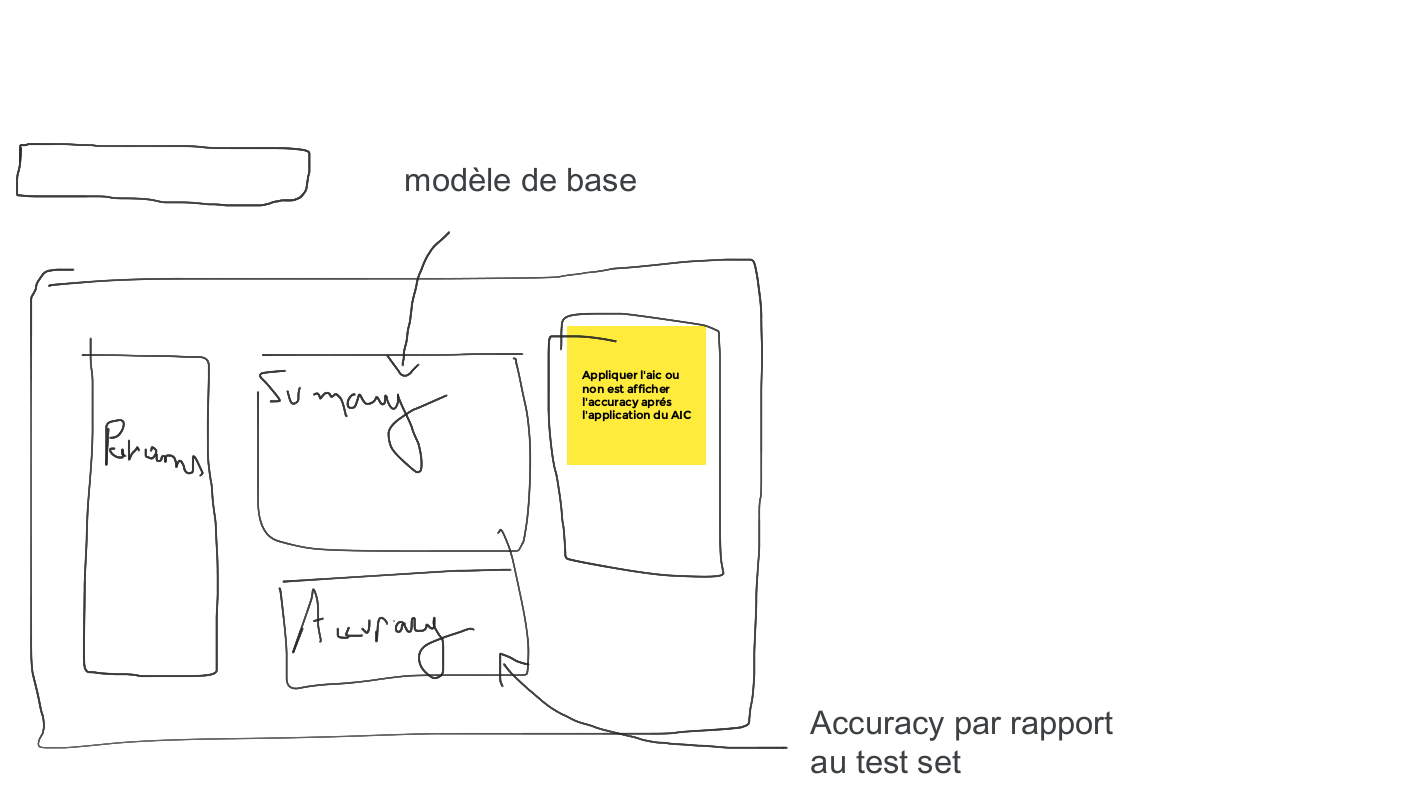 modèle de base
Appliquer l'aic ou
non est afficher
l'accuracy aprés
l'application du AIC
Summary
Params
Accuracy
Accuracy par rapport
au test set